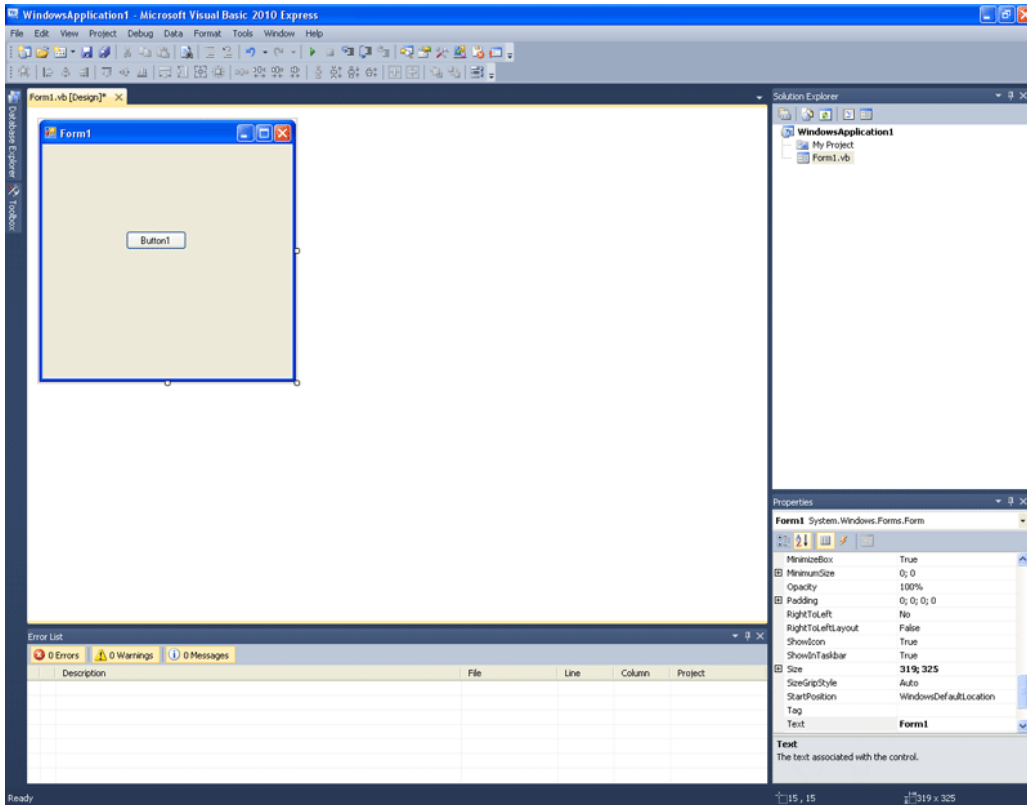 WindowsApplication1 - Microsoft Visual Basic 2010 Express
File Edit View Project Debug Data Format Tools Window Help
Database Explorer
Toolbox
Form1.vb [Design]*
Form1
Button1
Solution Explorer
WindowsApplication1
My Project
Form1.vb
Properties
Form1 System.Windows.Forms.Form
MinimizeBox True
MinimumSize 0; 0
Opacity 100%
Padding 0; 0; 0; 0
RightToLeft No
RightToLeftLayout False
ShowIcon True
ShowInTaskbar True
Size 319; 325
SizeGripStyle Auto
StartPosition WindowsDefaultLocation
Tag
Text Form1
Text
The text associated with the control.
Error List
0 Errors 0 Warnings 0 Messages
Description File Line Column Project
Ready 15 , 15 319 x 325